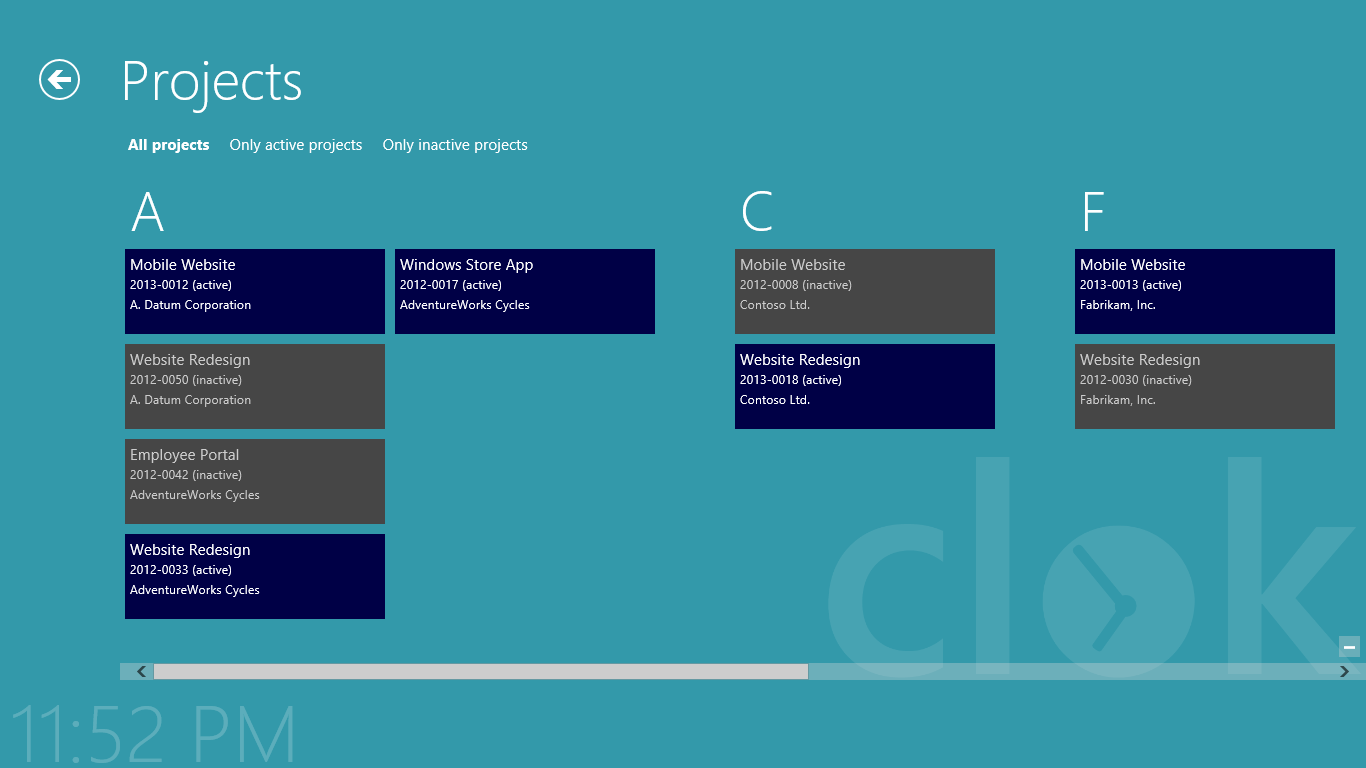 Projects
All projects Only active projects Only inactive projects
A
Mobile Website
2013-0012 (active)
A. Datum Corporation
Website Redesign
2012-0050 (inactive)
A. Datum Corporation
Employee Portal
2012-0042 (inactive)
AdventureWorks Cycles
Website Redesign
2012-0033 (active)
AdventureWorks Cycles
Windows Store App
2012-0017 (active)
AdventureWorks Cycles
C
Mobile Website
2012-0008 (inactive)
Contoso Ltd.
Website Redesign
2013-0018 (active)
Contoso Ltd.
F
Mobile Website
2013-0013 (active)
Fabrikam, Inc.
Website Redesign
2012-0030 (inactive)
Fabrikam, Inc.
clok
11:52 PM